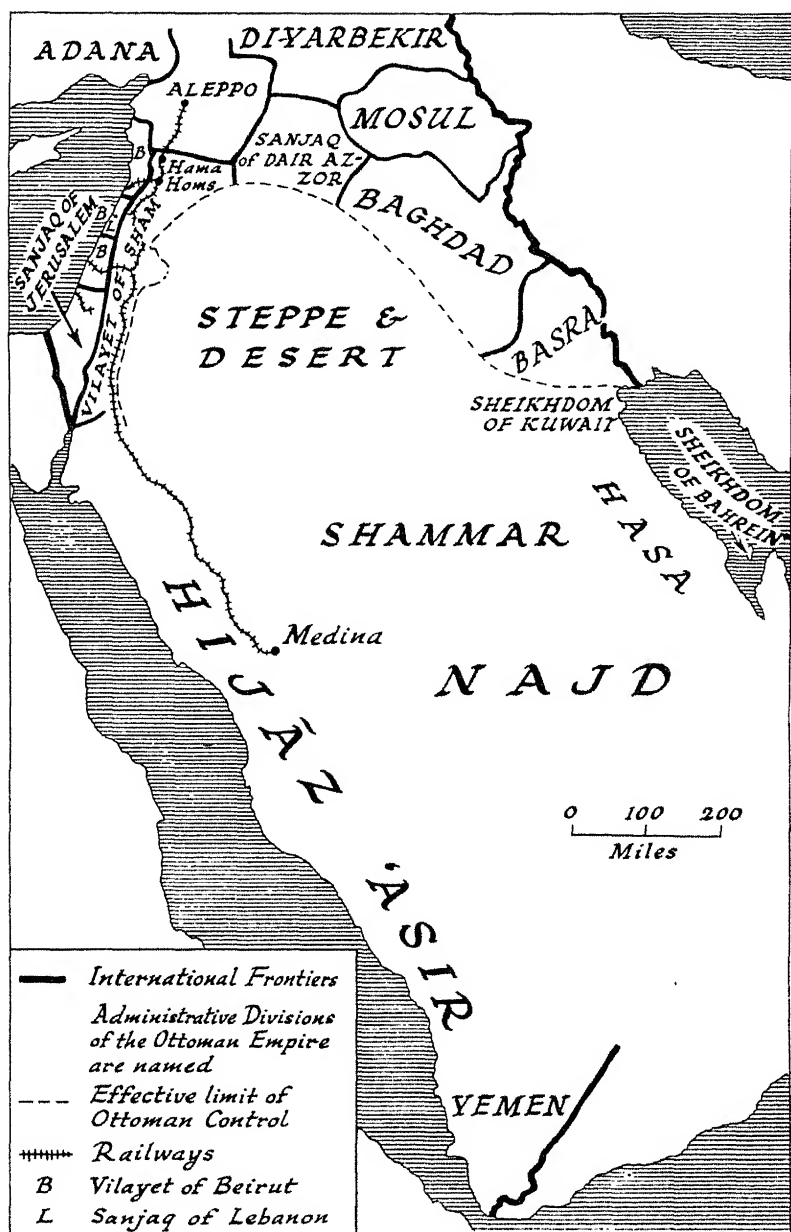 ADANA
DIYARBEKIR
ALEPPO
MOSUL
SANJAQ
of DAIR AZ-
ZOR
B
Hama
Homs
BAGHDAD
SANJAQ OF
JERUSALEM
B
B
VILAYET OF SHAM
STEPPE &
DESERT
BASRA
SHEIKHDOM
OF KUWAIT
SHEIKHDOM
OF BAHREIN
HASA
SHAMMAR
HIJĀZ
Medina
NAJD
0 100 200
Miles
'ASIR
YEMEN
International Frontiers
Administrative Divisions
of the Ottoman Empire
are named
Effective limit of
Ottoman Control
Railways
B Vilayet of Beirut
L Sanjaq of Lebanon